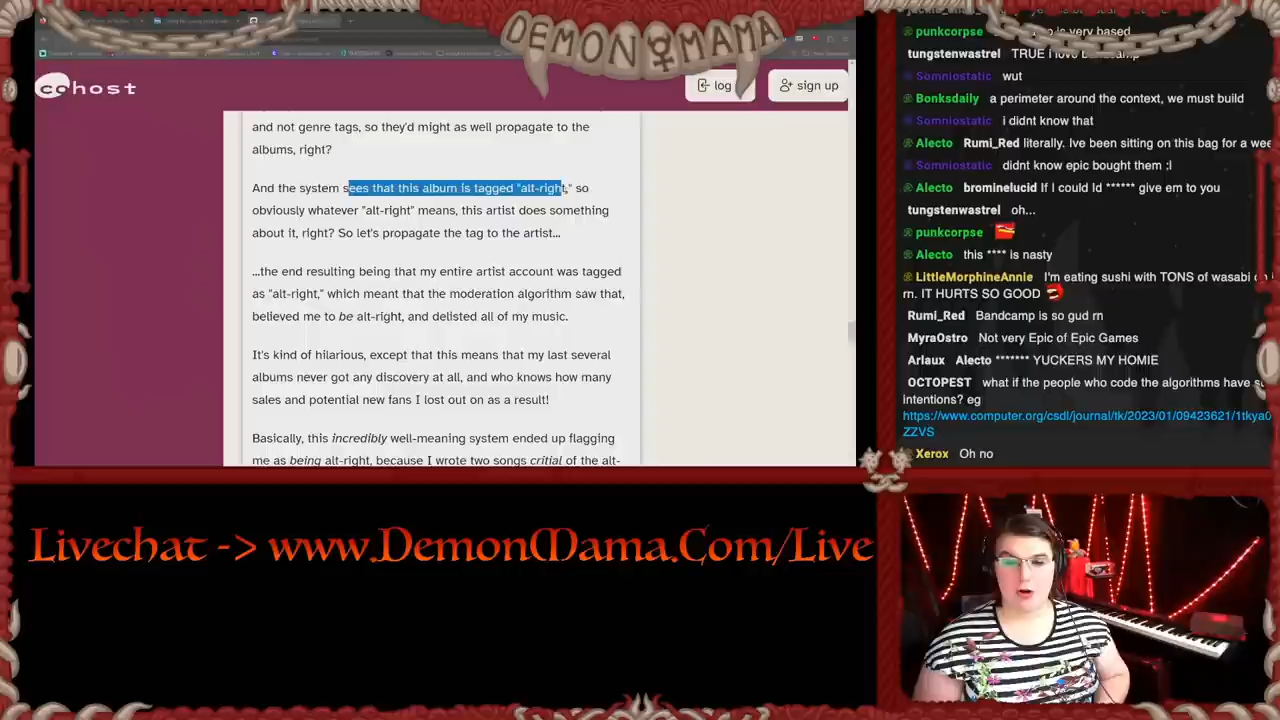 DEMON MAMA
cohost
log
sign up
and not genre tags, so they'd might as well propagate to the
albums, right?
And the system sees that this album is tagged "alt-right," so
obviously whatever "alt-right" means, this artist does something
about it, right? So let's propagate the tag to the artist...
...the end resulting being that my entire artist account was tagged
as "alt-right," which meant that the moderation algorithm saw that,
believed me to be alt-right, and delisted all of my music.
It's kind of hilarious, except that this means that my last several
albums never got any discovery at all, and who knows how many
sales and potential new fans I lost out on as a result!
Basically, this incredibly well-meaning system ended up flagging
me as being alt-right, because I wrote two songs critial of the alt-
punkcorpse is very based
tungstenwastrel TRUE I
Somniostatic wut
Bonksdaily a perimeter around the context, we must build
Somniostatic i didnt know that
Alecto Rumi_Red literally. Ive been sitting on this bag for a wee
Somniostatic didnt know epic bought them ;l
Alecto brominelucid If I could Id ****** give em to you
tungstenwastrel oh...
punkcorpse
Alecto this **** is nasty
LittleMorphineAnnie I'm eating sushi with TONS of wasabi
rn. IT HURTS SO GOOD
Rumi_Red Bandcamp is so gud rn
MyraOstro Not very Epic of Epic Games
Arlaux Alecto ******* YUCKERS MY HOMIE
OCTOPEST what if the people who code the algorithms have
intentions? eg
https://www.computer.org/csdl/journal/tk/2023/01/09423621/1tkya
ZZVS
Xerox Oh no
Livechat -> www.DemonMama.Com/Live